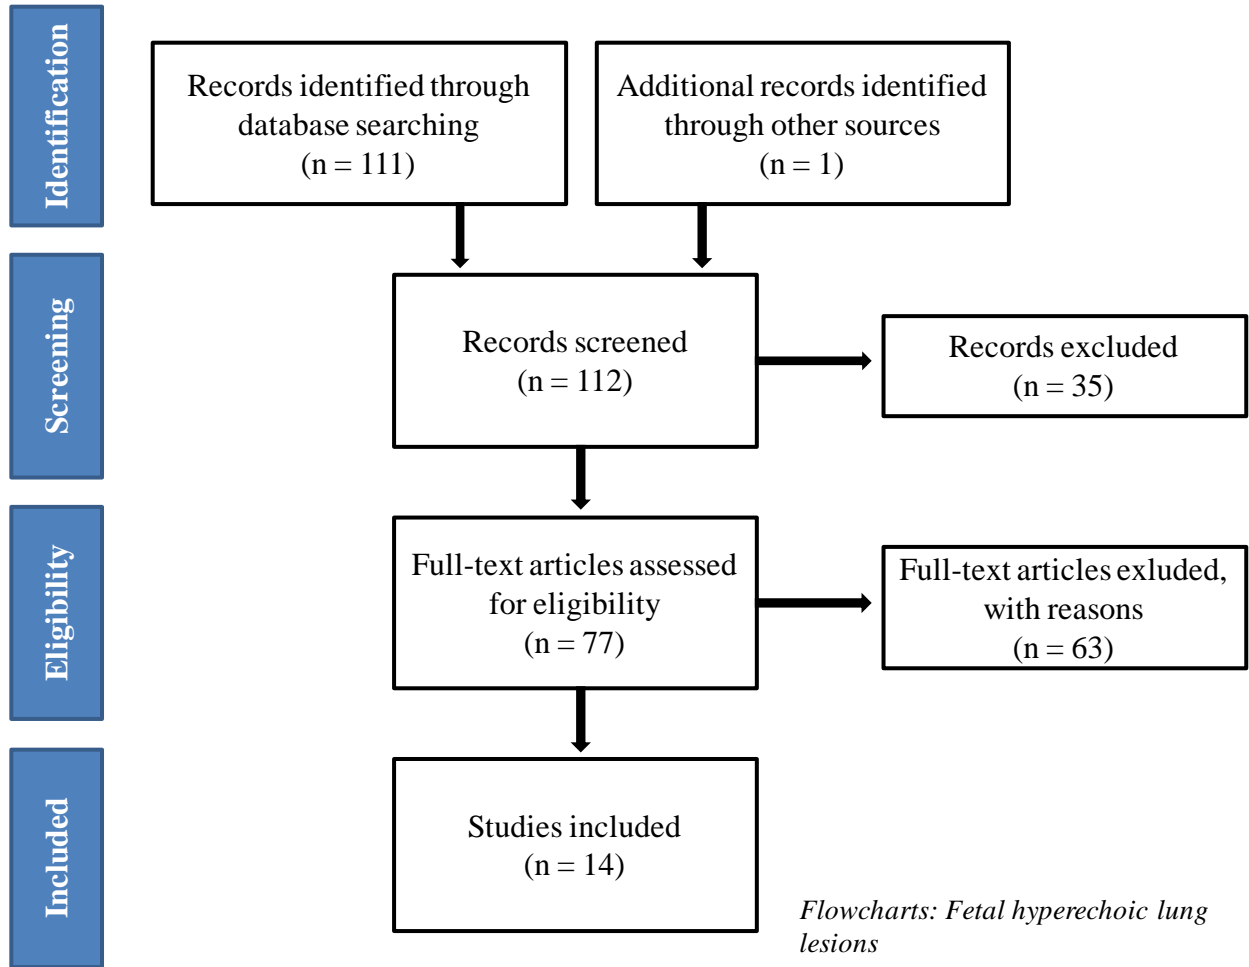 Identification
Records identified through
database searching
(n = 111)
Additional records identified
through other sources
(n = 1)
Screening
Records screened
(n = 112)
Records excluded
(n = 35)
Eligibility
Full-text articles assessed
for eligibility
(n = 77)
Full-text articles exluded,
with reasons
(n = 63)
Included
Studies included
(n = 14)
Flowcharts: Fetal hyperechoic lung
lesions